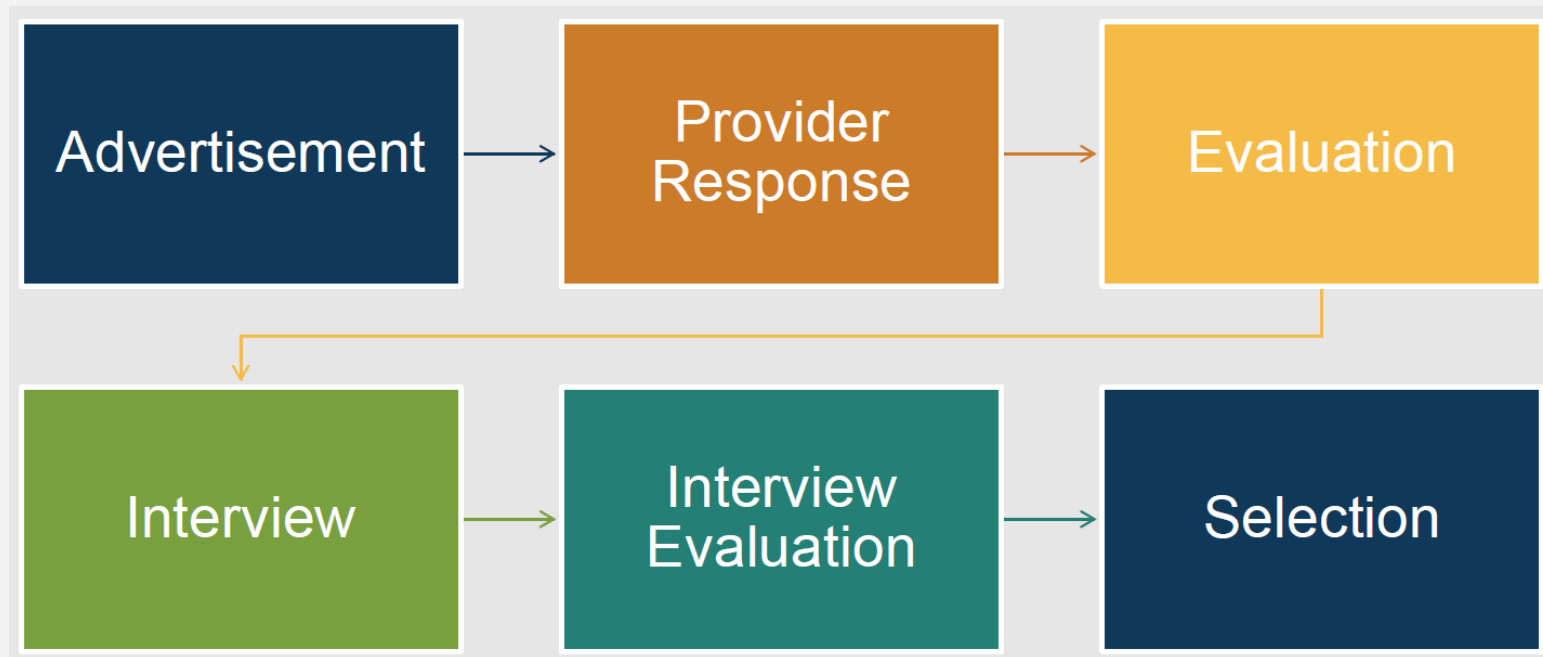 Advertisement
Provider
Response
Evaluation
Interview
Interview
Evaluation
Selection